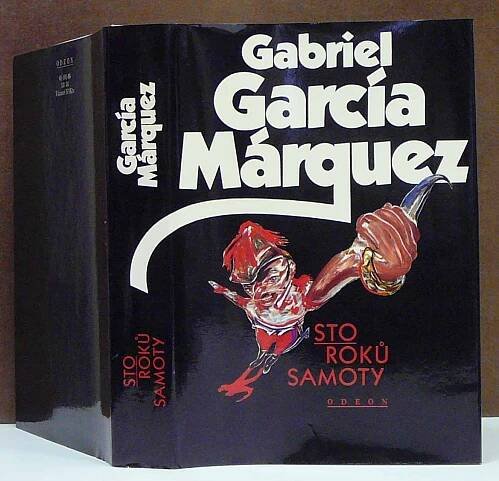 ODEON
García
Márquez
STO
ROKŮ
SAMOTY
Gabriel
García
Márquez
STO
ROKŮ
SAMOTY
ODEON